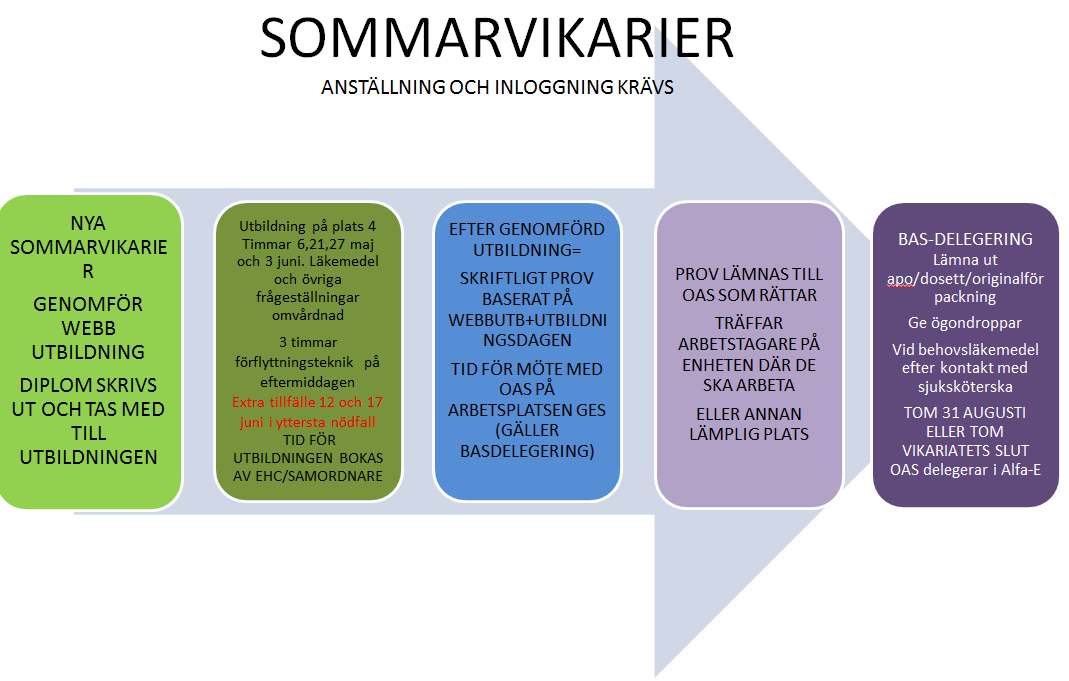 SOMMARVIKARIER
ANSTÄLLNING OCH INLOGGNING KRÄVS
NYA
SOMMARVIKARIE
R
GENOMFÖR
WEBB
UTBILDNING
DIPLOM SKRIVS
UT OCH TAS MED
TILL
UTBILDNINGEN
Utbildning på plats 4
Timmar 6,21,27 maj
och 3 juni. Läkemedel
och övriga
frågeställningar
omvårdnad
3 timmar
förflyttningsteknik på
eftermiddagen
Extra tillfälle 12 och 17
juni i yttersta nödfall
TID FÖR
UTBILDNINGEN BOKAS
AV EHC/SAMORDNARE
EFTER GENOMFÖRD
UTBILDNING=
SKRIFTLIGT PROV
BASERAT PÅ
WEBBUTB+UTBILDNI
NGSDAGEN
TID FÖR MÖTE MED
OAS PÅ
ARBETSPLATSEN GES
(GÄLLER
BASDELEGERING)
PROV LÄMNAS TILL
OAS SOM RÄTTAR
TRÄFFAR
ARBETSTAGARE PÅ
ENHETEN DÄR DE
SKA ARBETA
ELLER ANNAN
LÄMPLIG PLATS
BAS-DELEGERING
Lämna ut
apo/dosett/originalför
packning
Ge ögondroppar
Vid behovsläkemedel
efter kontakt med
sjuksköterska
TOM 31 AUGUSTI
ELLER TOM
VIKARIATETS SLUT
OAS delegerar i Alfa-E